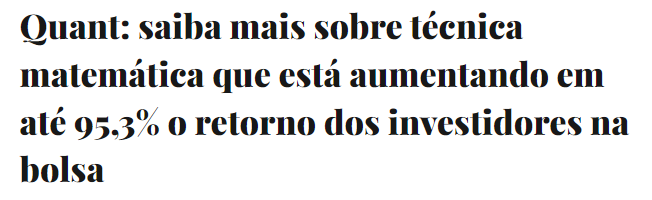 Quant: saiba mais sobre técnica
matemática que está aumentando em
até 95,3% o retorno dos investidores na
bolsa